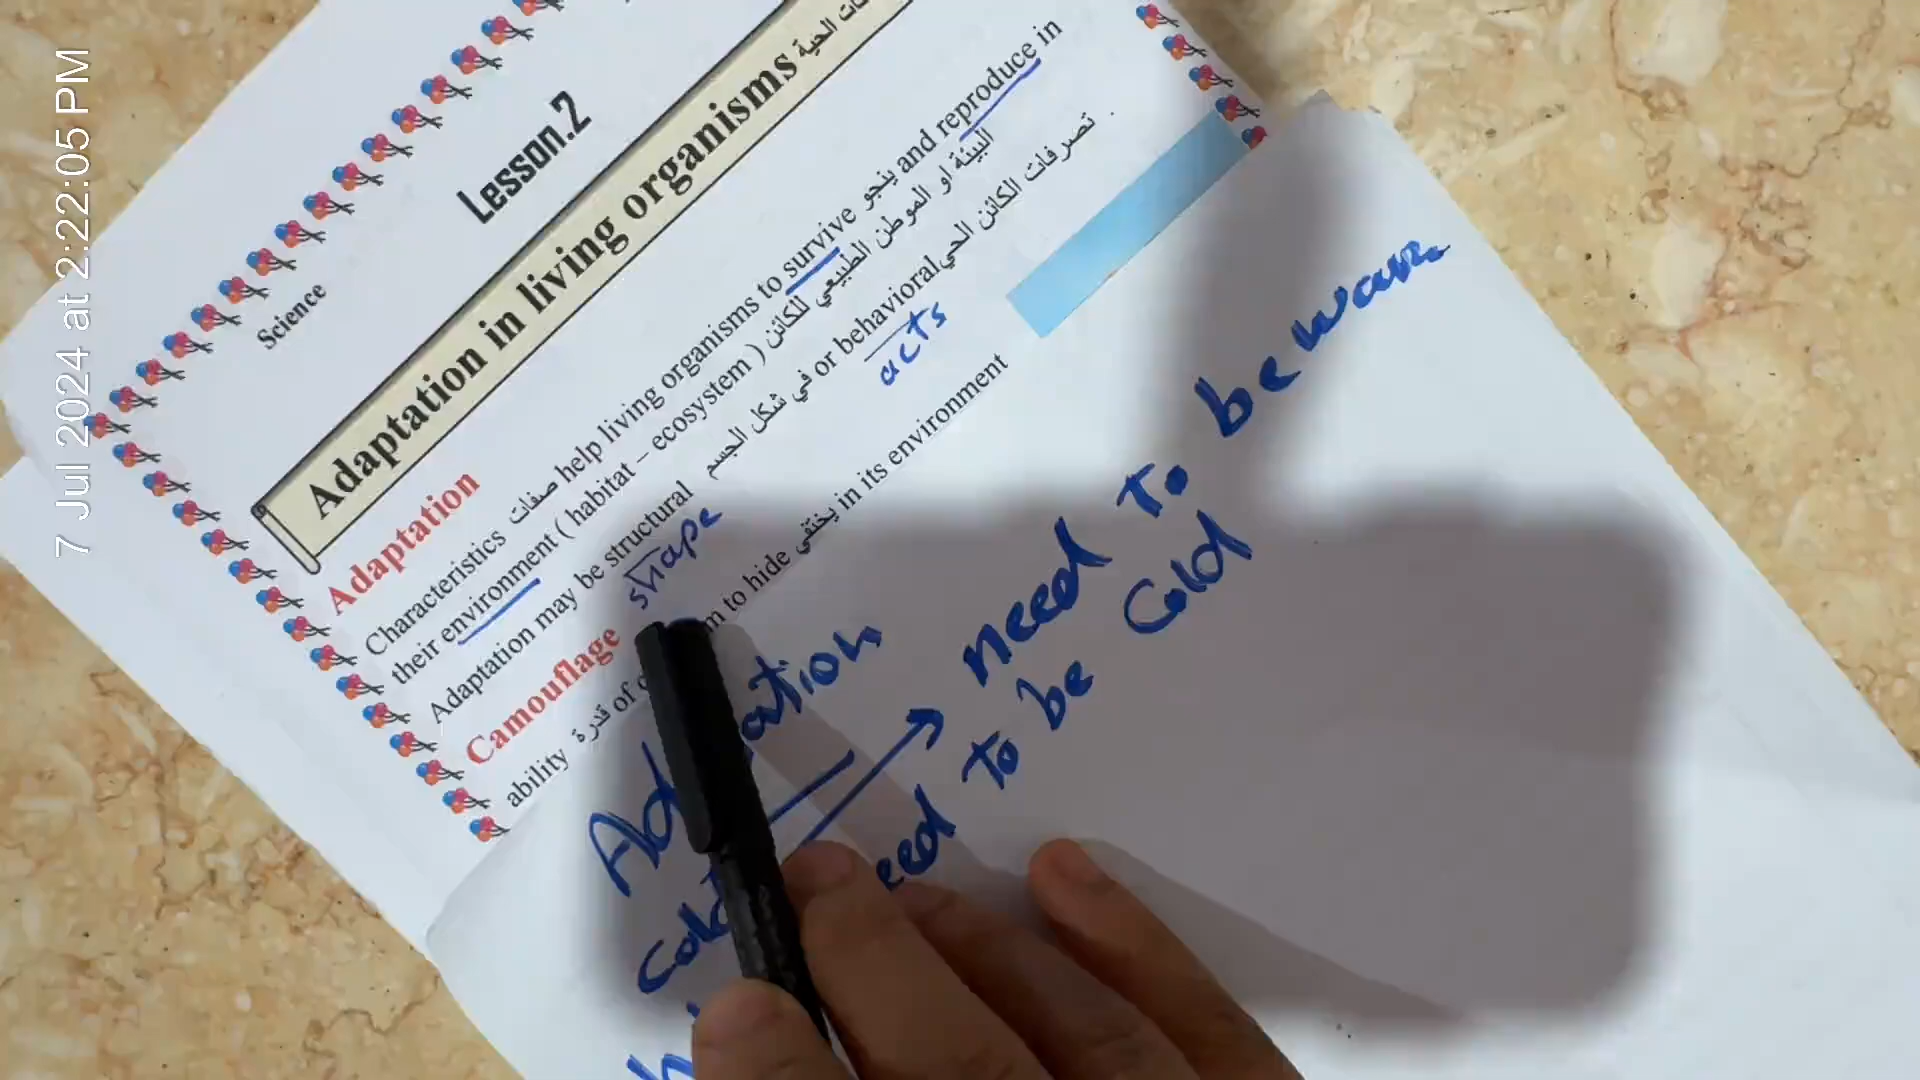 7 Jul 2024 at 2:22:05 PM
Science
Lesson.2
Adaptation in living organisms
Adaptation
Characteristics صفات help living organisms to survive ينجو and reproduce in
their environment ( habitat – ecosystem ) البيئة او الموطن الطبيعي للكائن
Adaptation may be structural في شكل الجسم or behavioral تصرفات الكائن الحي .
shape
acts
Camouflage
ability قدرة of to hide يختفي in its environment
need to be warm
need to be cold